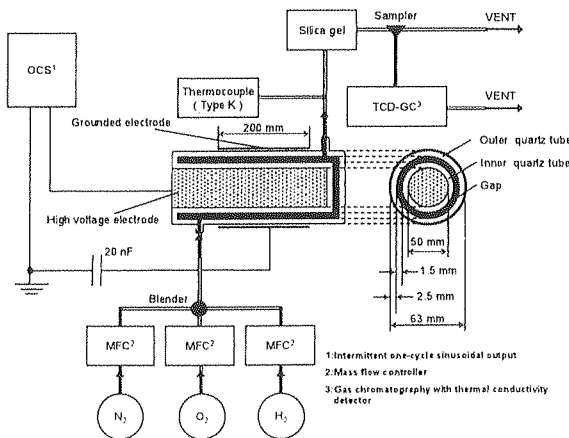 Sampler
VENT
Silica gel
OCS¹
Thermocouple
( Type K )
TCD-GC³
VENT
Grounded electrode
200 mm
Outer quartz tube
Inner quartz tube
Gap
High voltage electrode
50 mm
20 nF
1.5 mm
2.5 mm
63 mm
Blender
MFC²
MFC²
MFC²
1:Intermittent one-cycle sinusoidal output
2:Mass flow controller
3:Gas chromatography with thermal conductivity
detector
N₂
O₂
H₂